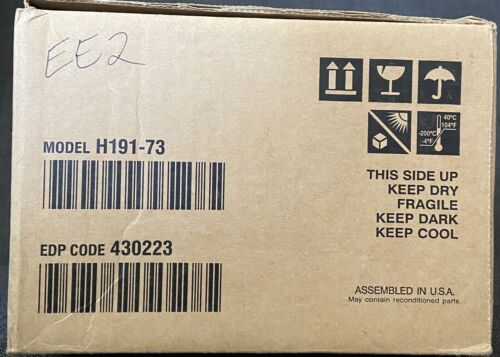 EE2
MODEL H191-73
EDP CODE 430223
40°C
104°F
-200°C
-4°F
THIS SIDE UP
KEEP DRY
FRAGILE
KEEP DARK
KEEP COOL
ASSEMBLED IN U.S.A.
May contain reconditioned parts.